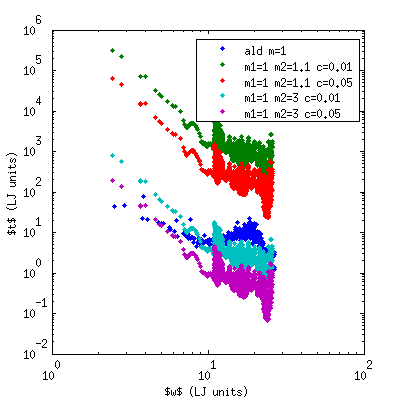 10^6
10^5
10^4
10^3
10^2
10^1
10^0
10^-1
10^-2
$t$ (LJ units)
ald m=1
m1=1 m2=1.1 c=0.01
m1=1 m2=1.1 c=0.05
m1=1 m2=3 c=0.01
m1=1 m2=3 c=0.05
10^0 10^1 10^2
$w$ (LJ units)